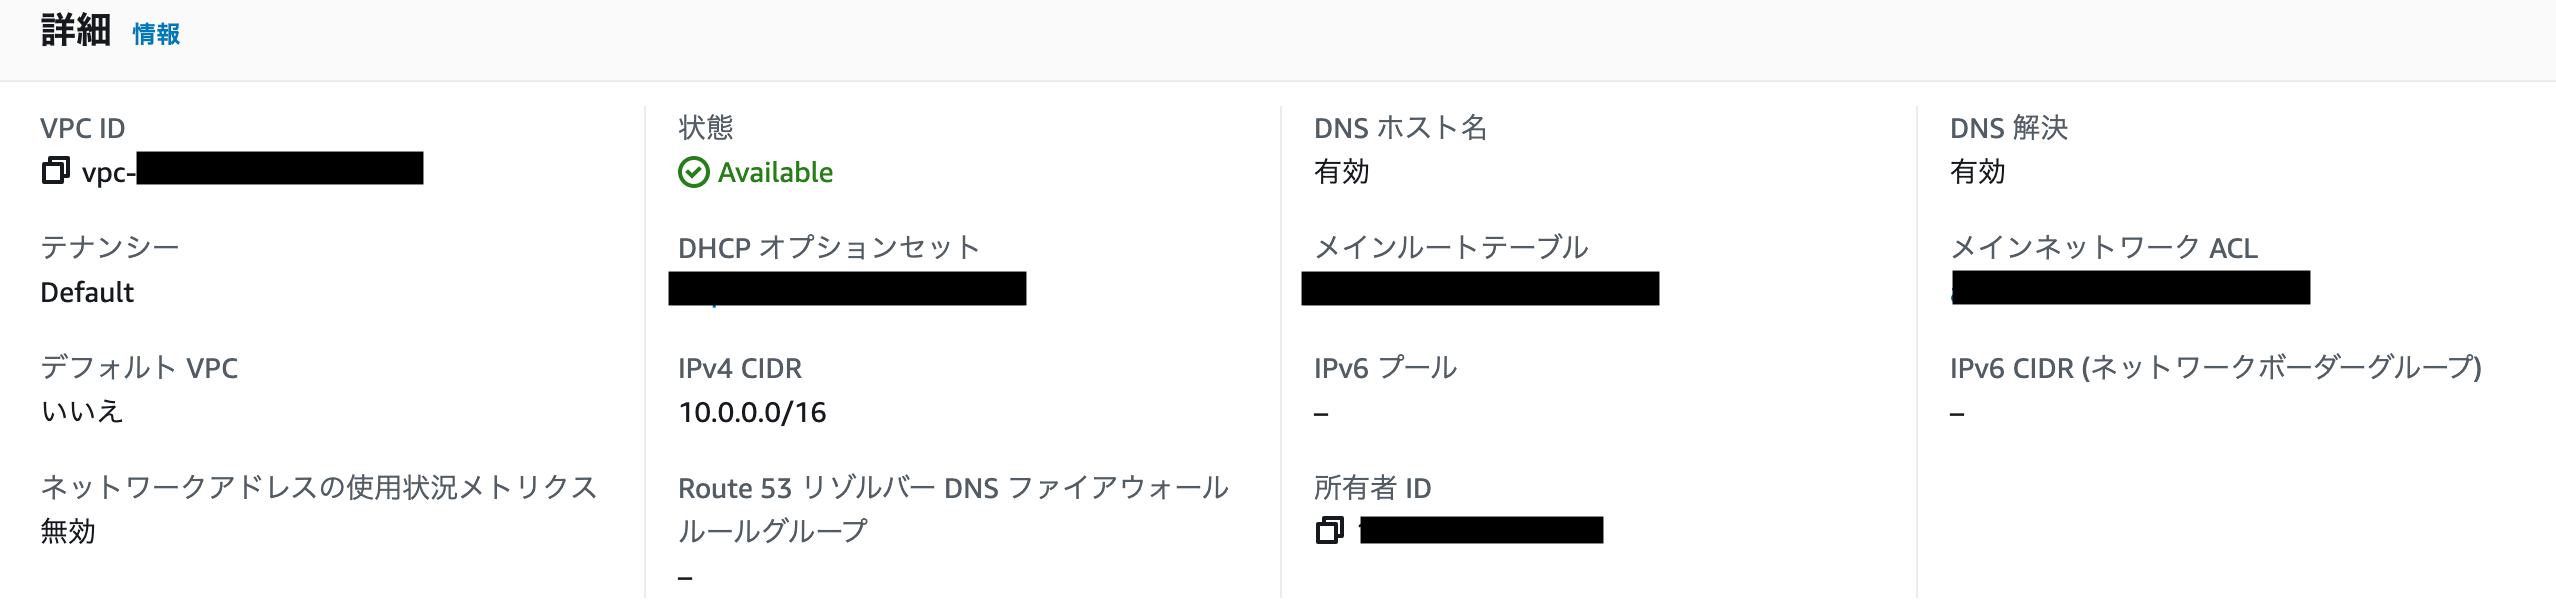 詳細 情報
VPC ID
vpc-
状態
Available
DNS ホスト名
有効
DNS 解決
有効
テナンシー
Default
DHCP オプションセット
メインルートテーブル
メインネットワーク ACL
デフォルト VPC
いいえ
IPv4 CIDR
10.0.0.0/16
IPv6 プール
–
IPv6 CIDR (ネットワークボーダーグループ)
–
ネットワークアドレスの使用状況メトリクス
無効
Route 53 リゾルバー DNS ファイアウォール
ルールグループ
–
所有者 ID